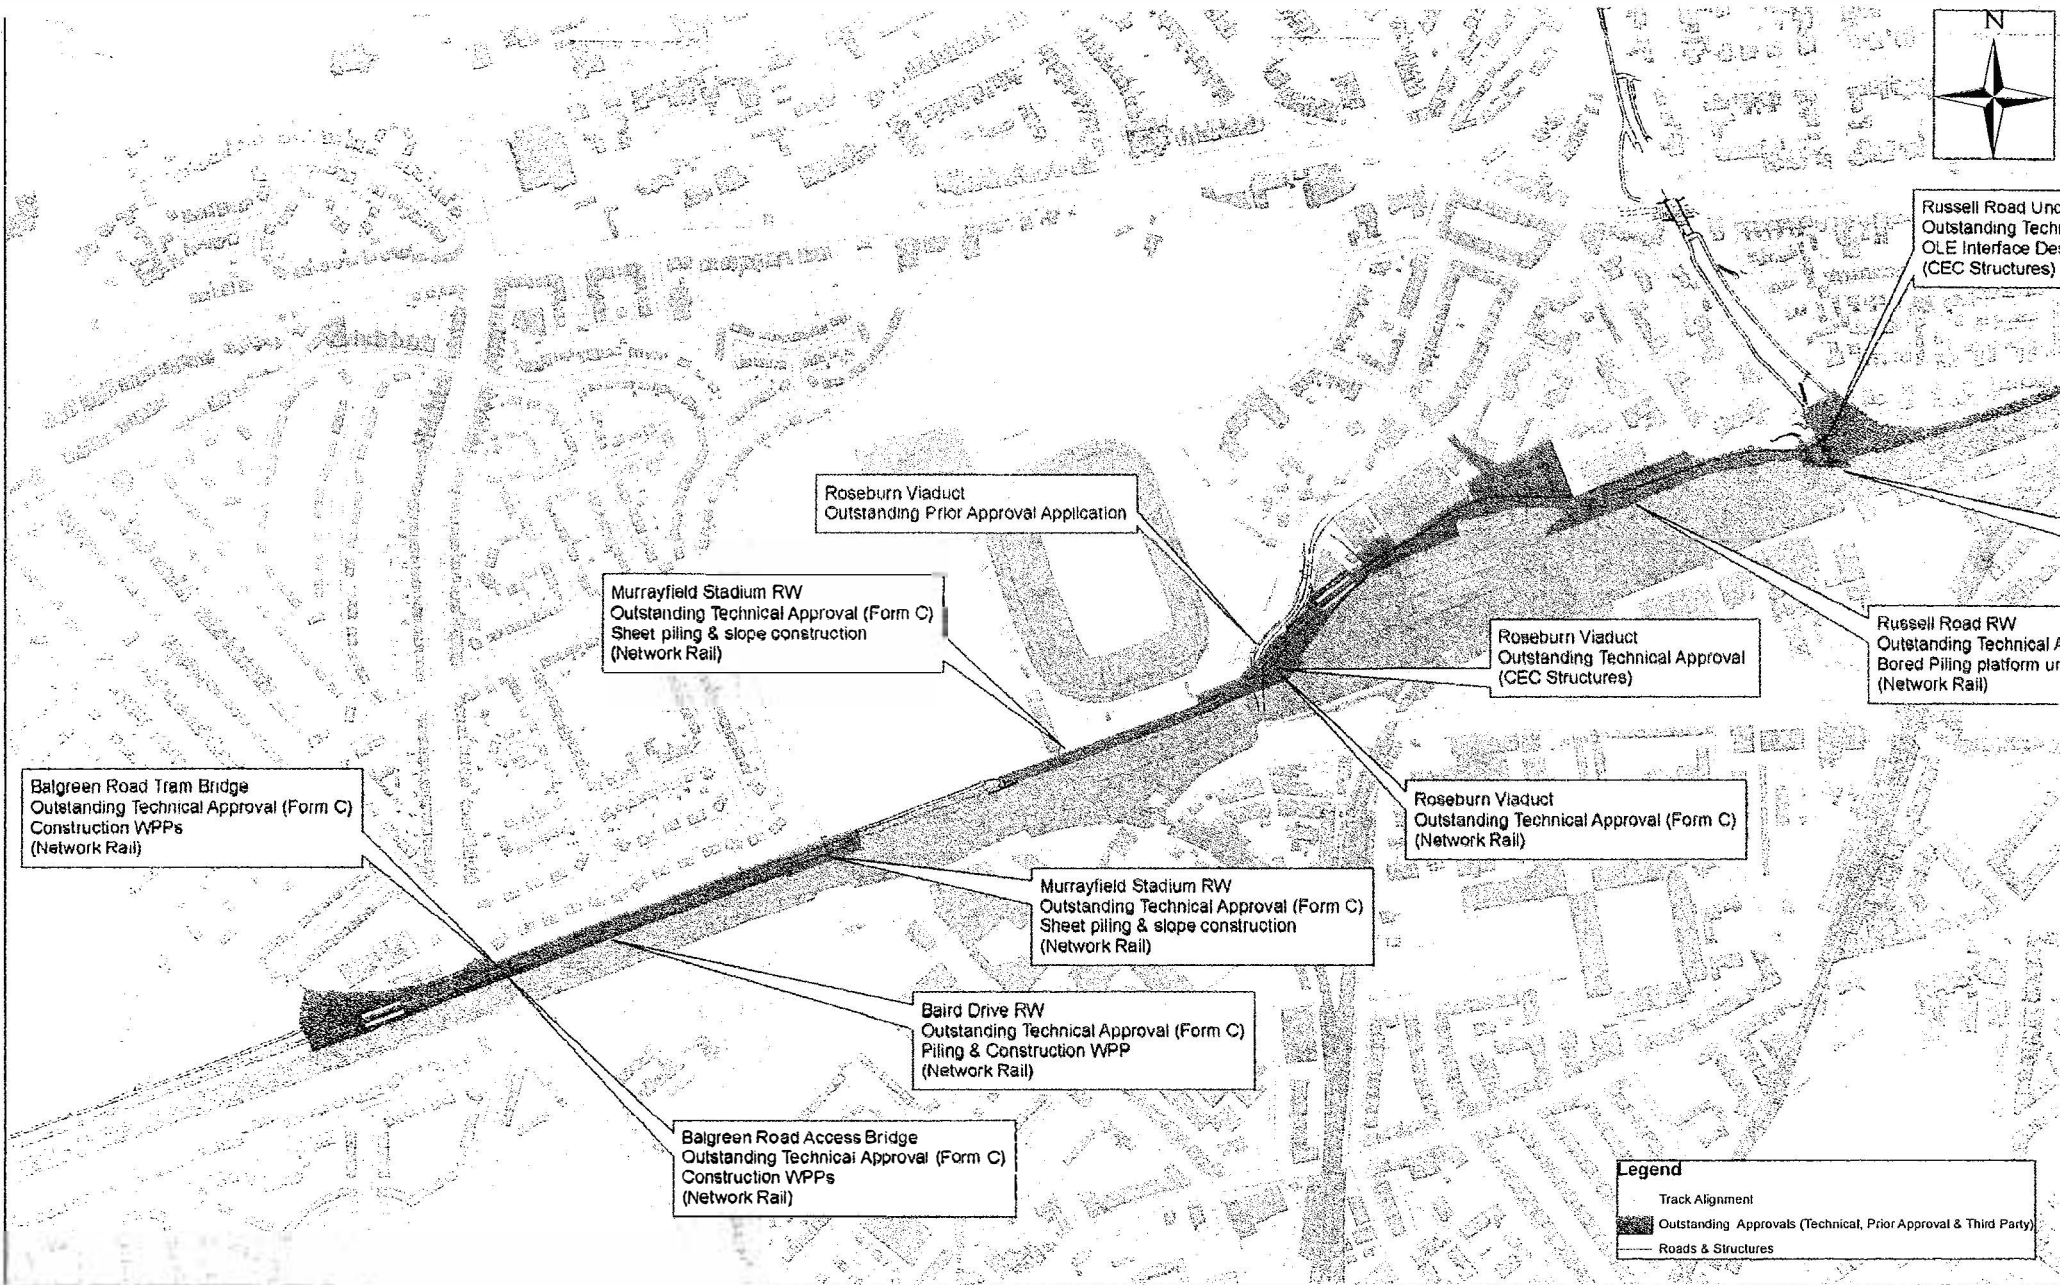 N
Russell Road
Outstanding
OLE Interface
(CEC Structures)
Roseburn Viaduct
Outstanding Prior Approval Application
Murrayfield Stadium RW
Outstanding Technical Approval (Form C)
Sheet piling & slope construction
(Network Rail)
Roseburn Viaduct
Outstanding Technical Approval
(CEC Structures)
Russell Road RW
Outstanding Technical
Bored Piling platform
(Network Rail)
Balgreen Road Tram Bridge
Outstanding Technical Approval (Form C)
Construction WPPs
(Network Rail)
Roseburn Viaduct
Outstanding Technical Approval (Form C)
(Network Rail)
Murrayfield Stadium RW
Outstanding Technical Approval (Form C)
Sheet piling & slope construction
(Network Rail)
Baird Drive RW
Outstanding Technical Approval (Form C)
Piling & Construction WPP
(Network Rail)
Balgreen Road Access Bridge
Outstanding Technical Approval (Form C)
Construction WPPs
(Network Rail)
Legend
Track Alignment
Outstanding Approvals (Technical, Prior Approval & Third Party)
Roads & Structures